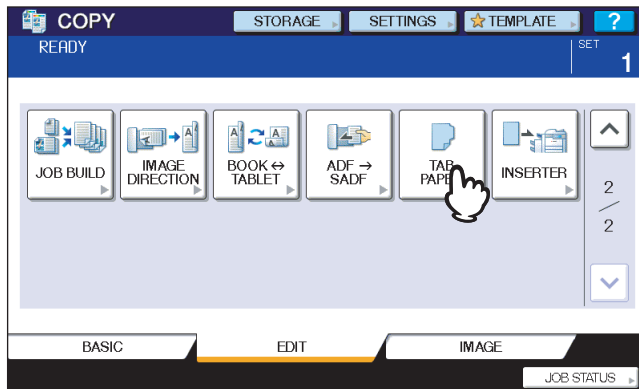 COPY
STORAGE
SETTINGS
TEMPLATE
?
READY
SET
1
JOB BUILD
IMAGE
DIRECTION
BOOK ↔
TABLET
ADF →
SADF
TAB
PAPE
INSERTER
2
/
2
BASIC
EDIT
IMAGE
JOB STATUS